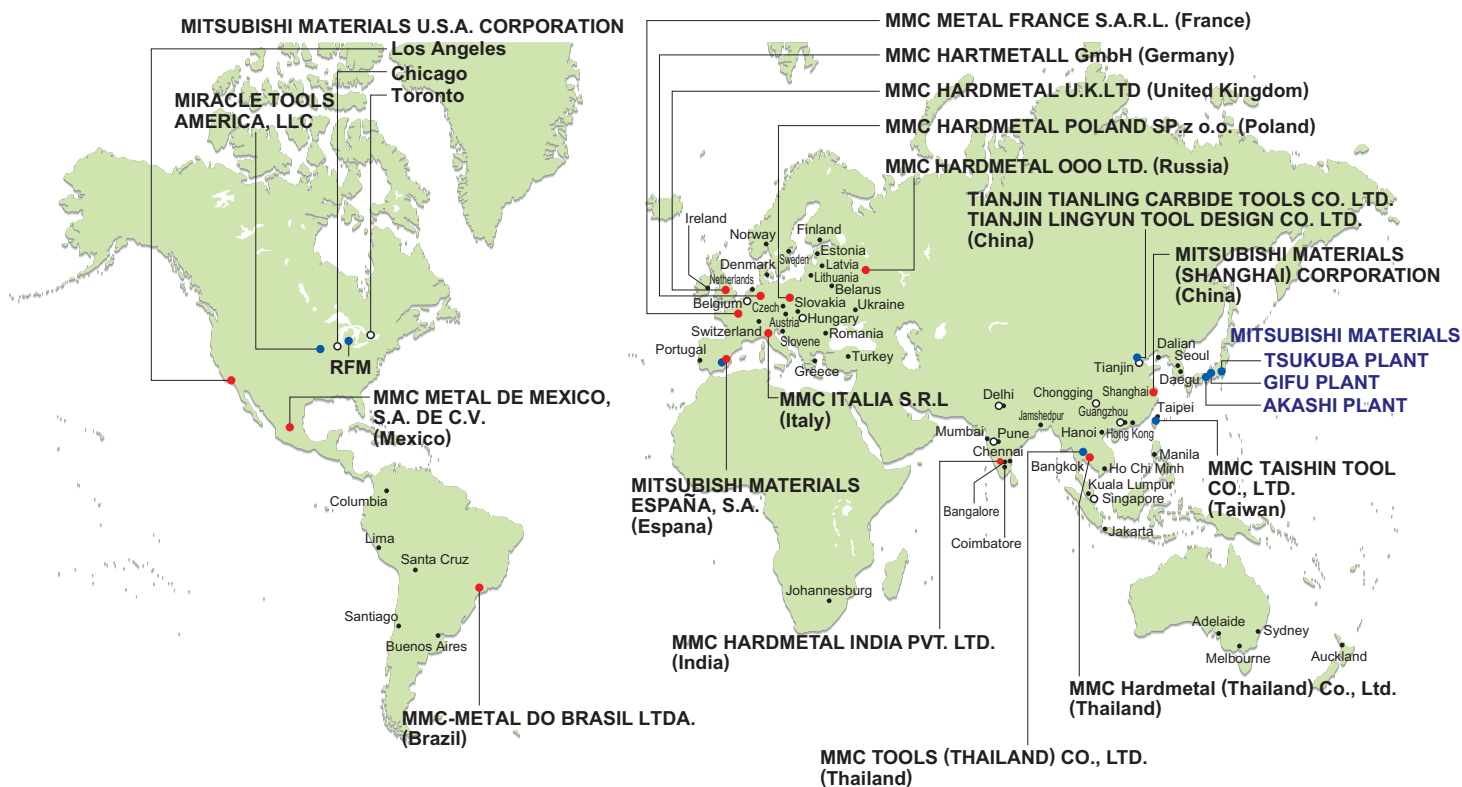 MITSUBISHI MATERIALS U.S.A. CORPORATION
Los Angeles
Chicago
Toronto
MIRACLE TOOLS
AMERICA, LLC
RFM
MMC METAL DE MEXICO,
S.A. DE C.V.
(Mexico)
Columbia
Lima
Santa Cruz
Santiago
Buenos Aires
MMC-METAL DO BRASIL LTDA.
(Brazil)
MMC METAL FRANCE S.A.R.L. (France)
MMC HARTMETALL GmbH (Germany)
MMC HARDMETAL U.K.LTD (United Kingdom)
MMC HARDMETAL POLAND SP.z o.o. (Poland)
MMC HARDMETAL OOO LTD. (Russia)
TIANJIN TIANLING CARBIDE TOOLS CO. LTD.
TIANJIN LINGYUN TOOL DESIGN CO. LTD.
(China)
MITSUBISHI MATERIALS
(SHANGHAI) CORPORATION
(China)
MITSUBISHI MATERIALS
TSUKUBA PLANT
GIFU PLANT
AKASHI PLANT
Ireland
Norway
Finland
Sweden
Estonia
Denmark
Latvia
Netherlands
Lithuania
Belarus
Belgium
Czech
Slovakia
Ukraine
Austria
Hungary
Switzerland
Slovene
Romania
Portugal
Greece
Turkey
MMC ITALIA S.R.L
(Italy)
MITSUBISHI MATERIALS
ESPAÑA, S.A.
(Espana)
Dalian
Seoul
Tianjin
Daegu
Delhi
Chongging
Shanghai
Jamshedpur
Guangzhou
Taipei
Mumbai
Pune
Hanoi
Hong Kong
Chennai
Manila
Bangkok
Ho Chi Minh
Kuala Lumpur
Singapore
Bangalore
Coimbatore
Jakarta
MMC TAISHIN TOOL
CO., LTD.
(Taiwan)
Johannesburg
MMC HARDMETAL INDIA PVT. LTD.
(India)
Adelaide
Sydney
Melbourne
Auckland
MMC Hardmetal (Thailand) Co., Ltd.
(Thailand)
MMC TOOLS (THAILAND) CO., LTD.
(Thailand)